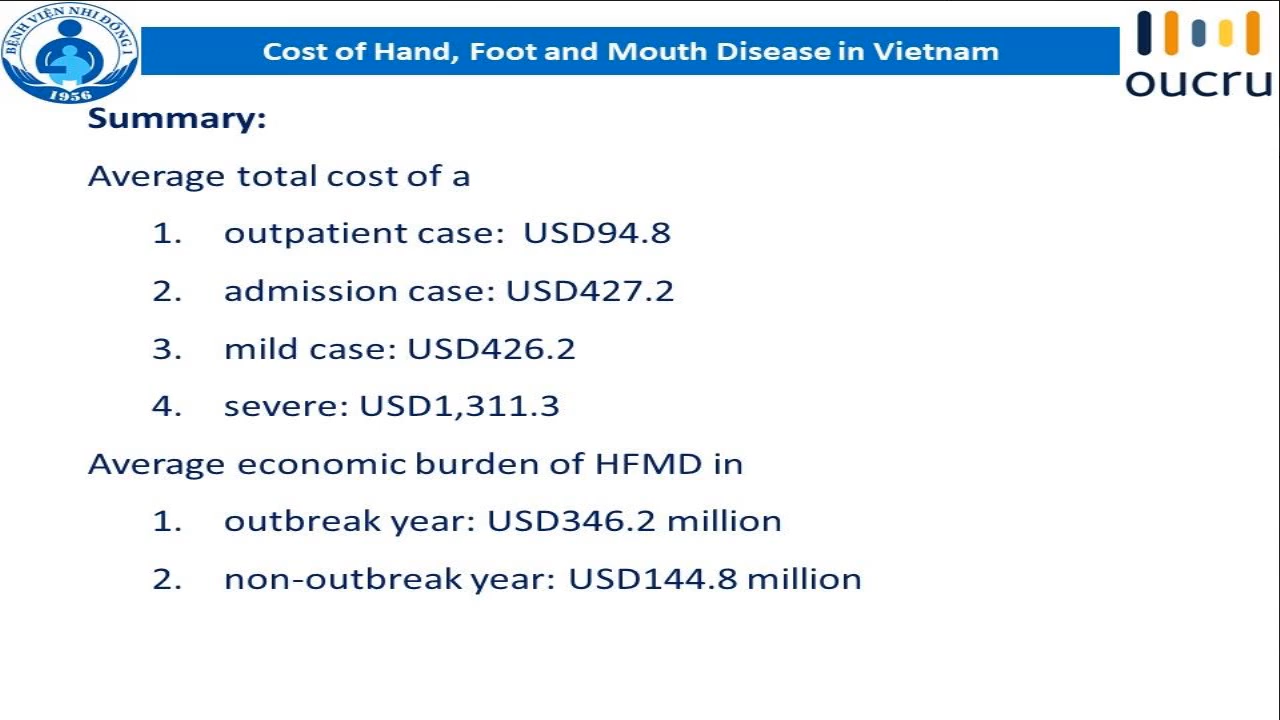 BỆNH VIỆN NHI ĐỒNG 1
1956
Cost of Hand, Foot and Mouth Disease in Vietnam
oucru
Summary:
Average total cost of a
1. outpatient case: USD94.8
2. admission case: USD427.2
3. mild case: USD426.2
4. severe: USD1,311.3
Average economic burden of HFMD in
1. outbreak year: USD346.2 million
2. non-outbreak year: USD144.8 million